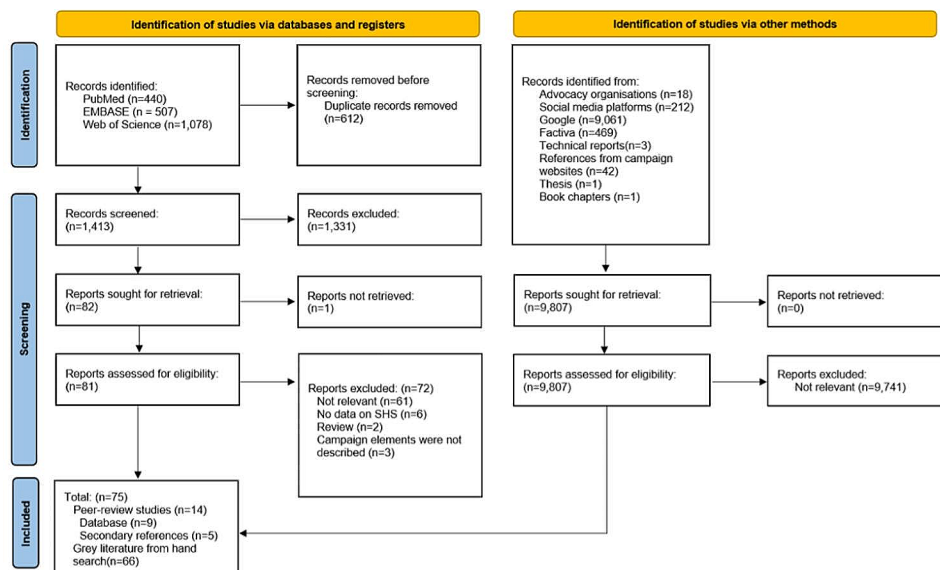 Identification of studies via databases and registers
Identification of studies via other methods
Identification
Records identified:
PubMed (n=440)
EMBASE (n = 507)
Web of Science (n=1,078)
Records removed before
screening:
Duplicate records removed
(n=612)
Records identified from:
Advocacy organisations (n=18)
Social media platforms (n=212)
Google (n=9,061)
Factiva (n=469)
Technical reports(n=3)
References from campaign
websites (n=42)
Thesis (n=1)
Book chapters (n=1)
Screening
Records screened:
(n=1,413)
Records excluded:
(n=1,331)
Reports sought for retrieval:
(n=82)
Reports not retrieved:
(n=1)
Reports sought for retrieval:
(n=9,807)
Reports not retrieved:
(n=0)
Reports assessed for eligibility:
(n=81)
Reports excluded: (n=72)
Not relevant (n=61)
No data on SHS (n=6)
Review (n=2)
Campaign elements were not
described (n=3)
Reports assessed for eligibility:
(n=9,807)
Reports excluded:
Not relevant (n=9,741)
Included
Total: (n=75)
Peer-review studies (n=14)
Database (n=9)
Secondary references (n=5)
Grey literature from hand
search(n=66)